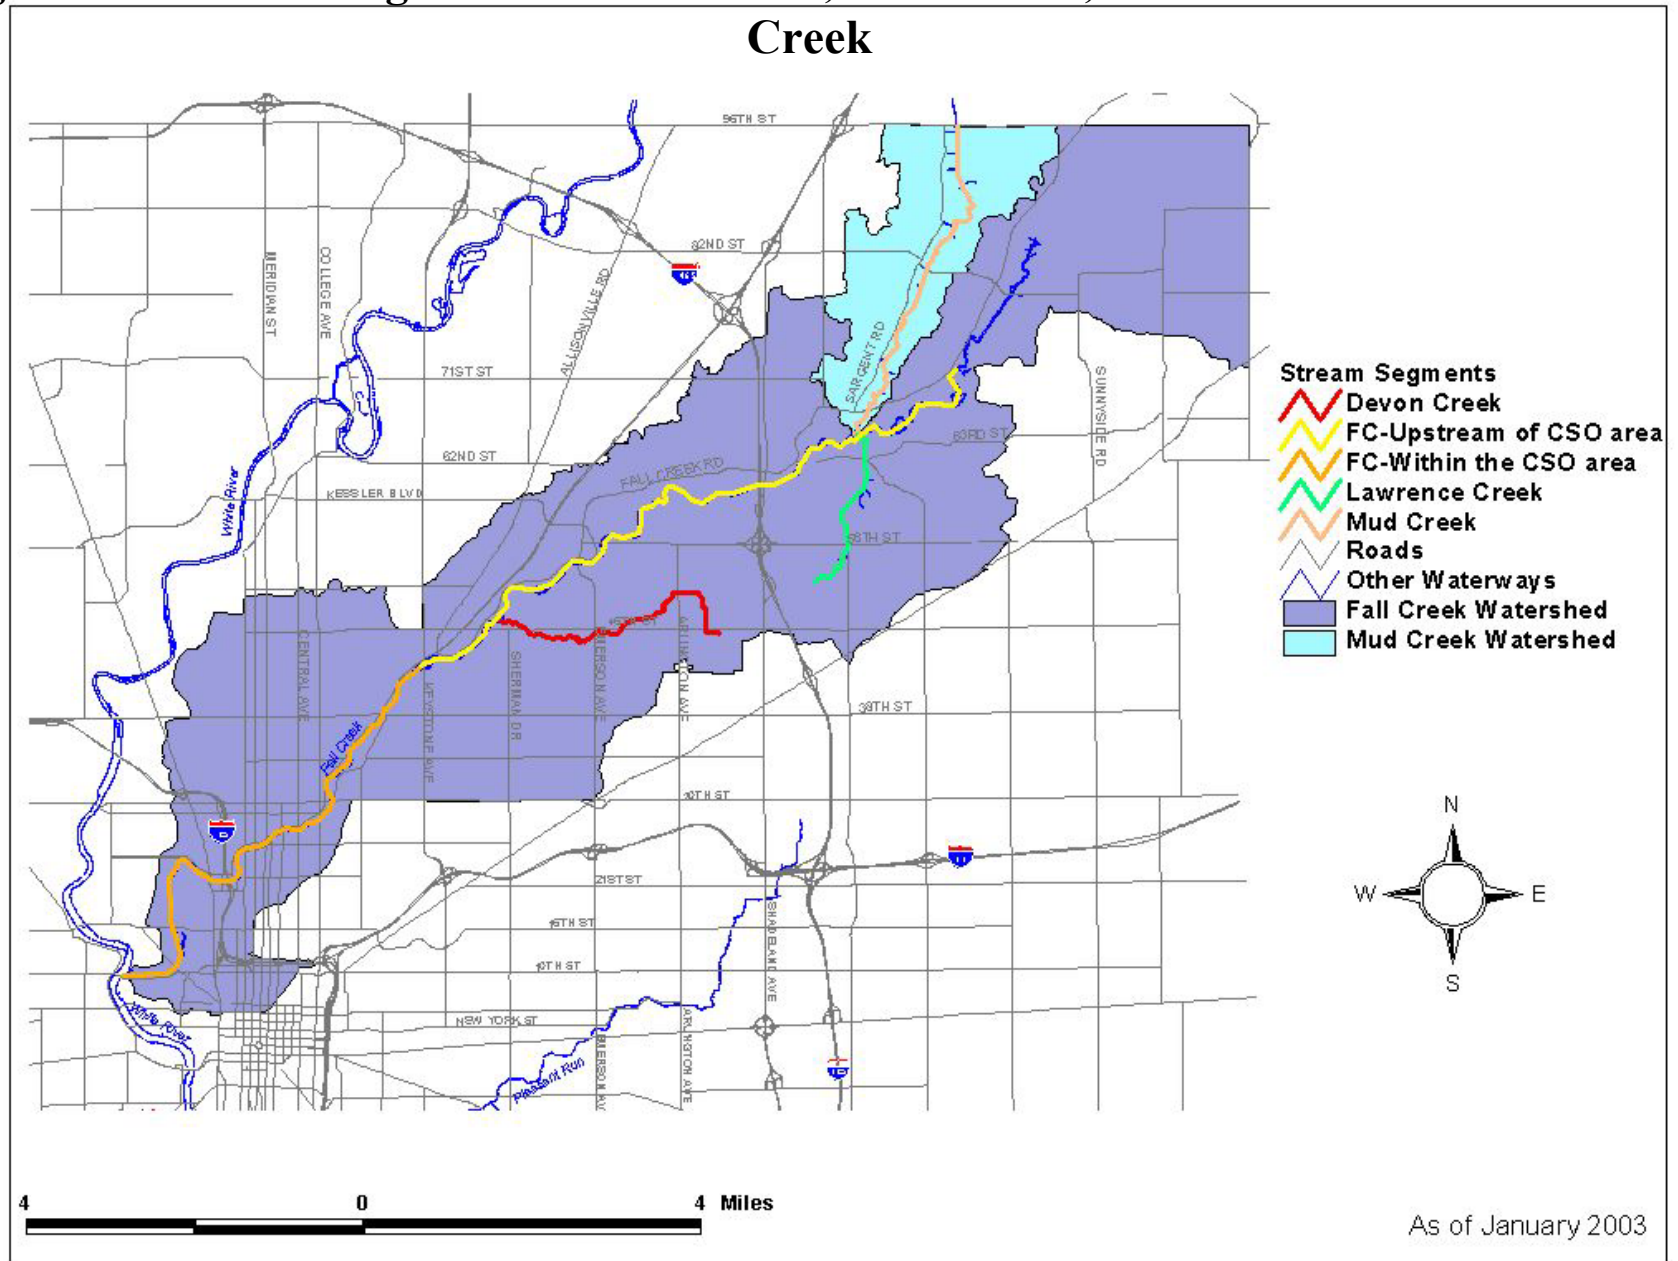 Creek
96TH ST
82ND ST
MERIDIAN ST
COLLEGE AVE
ALLISONVILLE RD
SARGENT RD
71ST ST
SUNNYSIDE RD
63RD ST
62ND ST
FALL CREEK RD
KESSLER BLVD
White River
56TH ST
CENTRAL AVE
KEYSTONE AVE
SHERMAN DR
EMERSON AVE
ARLINGTON AVE
38TH ST
Fall Creek
21ST ST
10TH ST
SHADELAND AVE
NEW YORK ST
White River
ARLINGTON AVE
Pleasant Run
Stream Segments
Devon Creek
FC-Upstream of CSO area
FC-Within the CSO area
Lawrence Creek
Mud Creek
Roads
Other Waterways
Fall Creek Watershed
Mud Creek Watershed
N
W E
S
4 0 4 Miles
As of January 2003